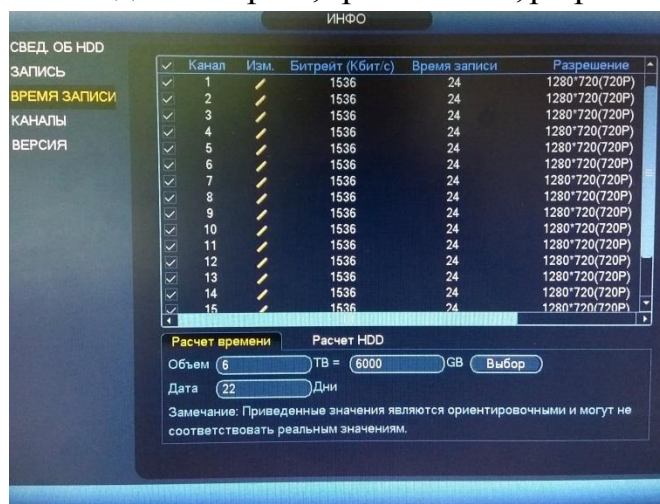 ИНФО
СВЕД. ОБ HDD
ЗАПИСЬ
ВРЕМЯ ЗАПИСИ
КАНАЛЫ
ВЕРСИЯ
Канал Изм. Битрейт (Кбит/с) Время записи Разрешение
1 1536 24 1280*720(720P)
2 1536 24 1280*720(720P)
3 1536 24 1280*720(720P)
4 1536 24 1280*720(720P)
5 1536 24 1280*720(720P)
6 1536 24 1280*720(720P)
7 1536 24 1280*720(720P)
8 1536 24 1280*720(720P)
9 1536 24 1280*720(720P)
10 1536 24 1280*720(720P)
11 1536 24 1280*720(720P)
12 1536 24 1280*720(720P)
13 1536 24 1280*720(720P)
14 1536 24 1280*720(720P)
15 1536 24 1280*720(720P)
Расчет времени Расчет HDD
Объем 6 TB = 6000 GB Выбор
Дата 22 Дни
Замечание: Приведенные значения являются ориентировочными и могут не
соответствовать реальным значениям.